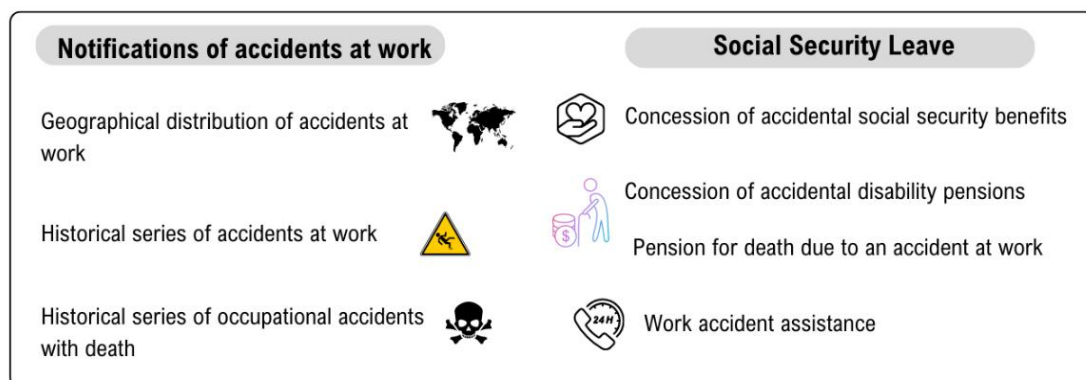 Notifications of accidents at work
Geographical distribution of accidents at
work
Historical series of accidents at work
Historical series of occupational accidents
with death
Social Security Leave
Concession of accidental social security benefits
Concession of accidental disability pensions
$
Pension for death due to an accident at work
24H
Work accident assistance